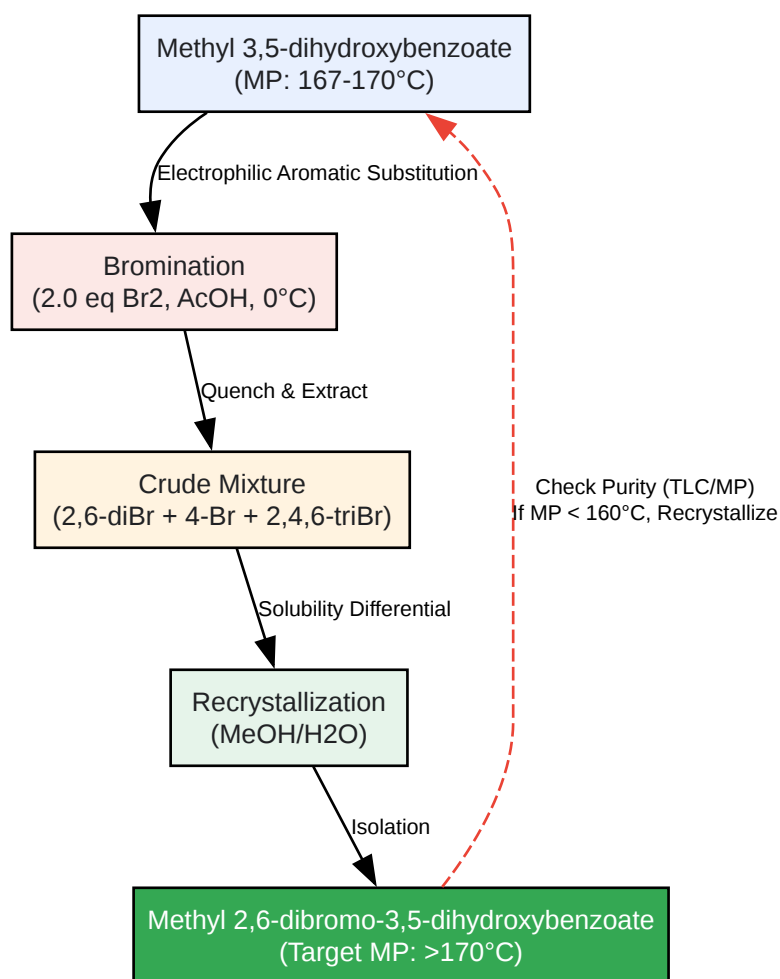 Methyl 3,5-dihydroxybenzoate
(MP: 167-170°C)
Electrophilic Aromatic Substitution
Bromination
(2.0 eq Br2, AcOH, 0°C)
Quench & Extract
Crude Mixture
(2,6-diBr + 4-Br + 2,4,6-triBr)
Check Purity (TLC/MP)
If MP < 160°C, Recrystallize
Solubility Differential
Recrystallization
(MeOH/H2O)
Isolation
Methyl 2,6-dibromo-3,5-dihydroxybenzoate
(Target MP: >170°C)